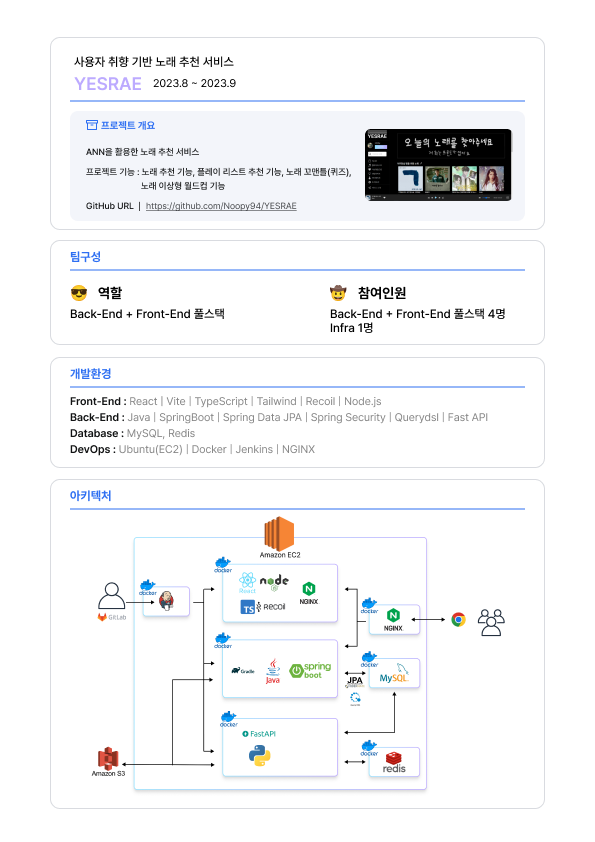 사용자 취향 기반 노래 추천 서비스
YESRAE 2023.8 ~ 2023.9
프로젝트 개요
ANN을 활용한 노래 추천 서비스
프로젝트 기능 : 노래 추천 기능, 플레이 리스트 추천 기능, 노래 꼬맨틀(퀴즈),
노래 이상형 월드컵 기능
GitHub URL | https://github.com/Noopy94/YESRAE
YESRAE
오늘의 노래를 찾아주세요
팀구성
😎 역할
Back-End + Front-End 풀스택
🤠 참여인원
Back-End + Front-End 풀스택 4명
Infra 1명
개발환경
Front-End : React | Vite | TypeScript | Tailwind | Recoil | Node.js
Back-End : Java | SpringBoot | Spring Data JPA | Spring Security | Querydsl | Fast API
Database : MySQL, Redis
DevOps : Ubuntu(EC2) | Docker | Jenkins | NGINX
아키텍처
Amazon EC2
docker
React
node
NGINX
TS
RECOIL
docker
GitLab
docker
NGINX
docker
Gradle
Java
spring
boot
JPA
docker
MySQL
docker
FastAPI
docker
redis
Amazon S3